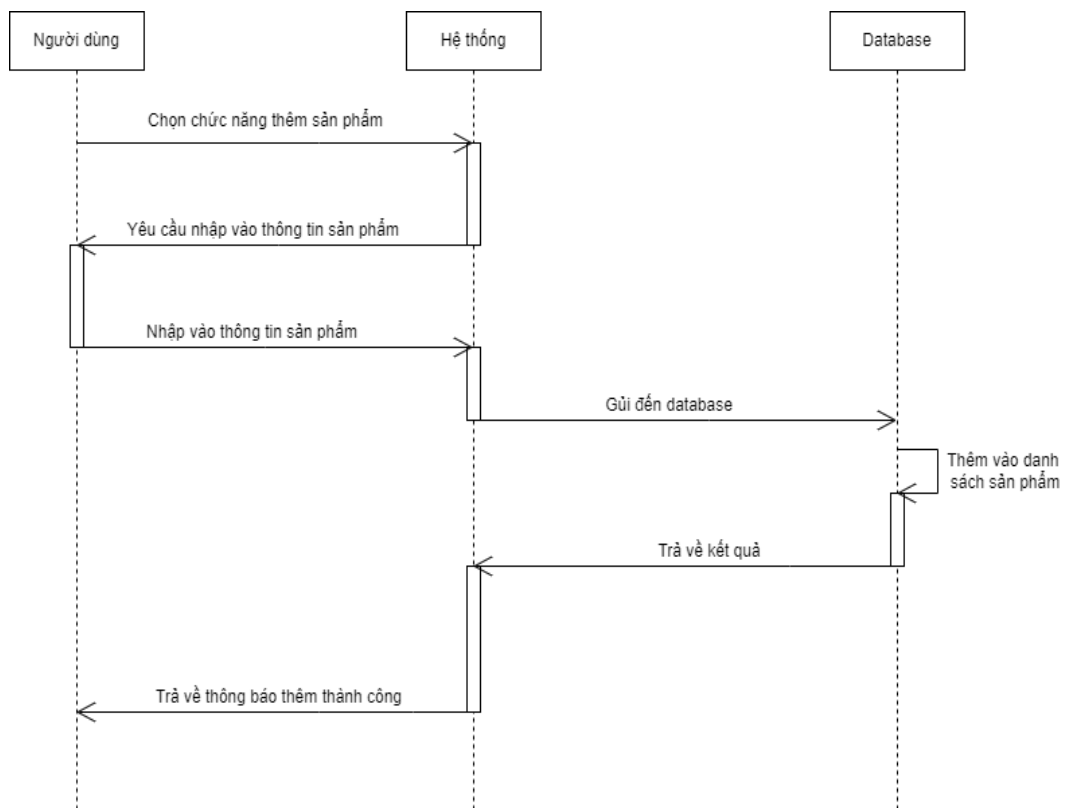 Người dùng
Hệ thống
Database
Chọn chức năng thêm sản phẩm
Yêu cầu nhập vào thông tin sản phẩm
Nhập vào thông tin sản phẩm
Gủi đến database
Thêm vào danh
sách sản phẩm
Trả về kết quả
Trả về thông báo thêm thành công